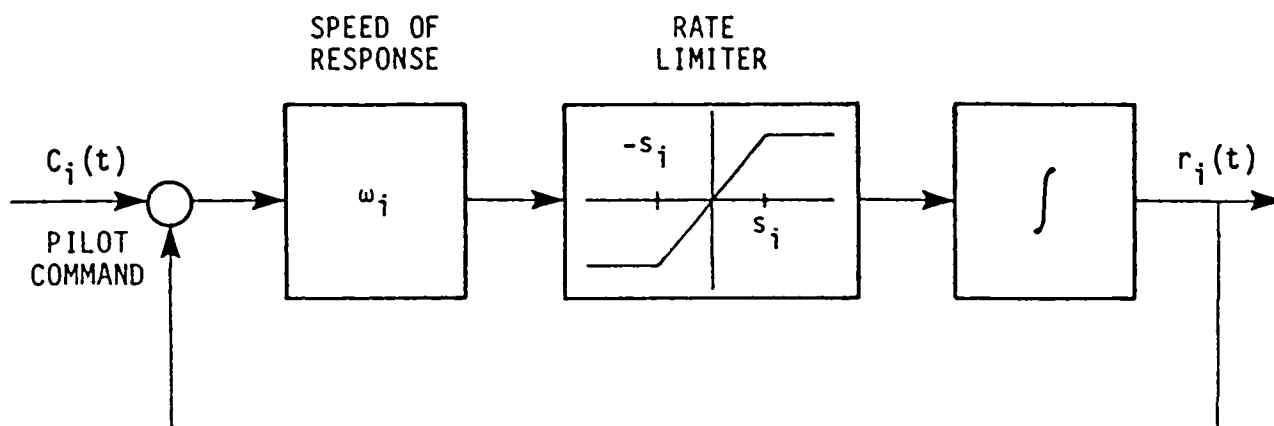 SPEED OF
RESPONSE
RATE
LIMITER
C_i(t)
PILOT
COMMAND
ω_i
-s_i
s_i
∫
r_i(t)